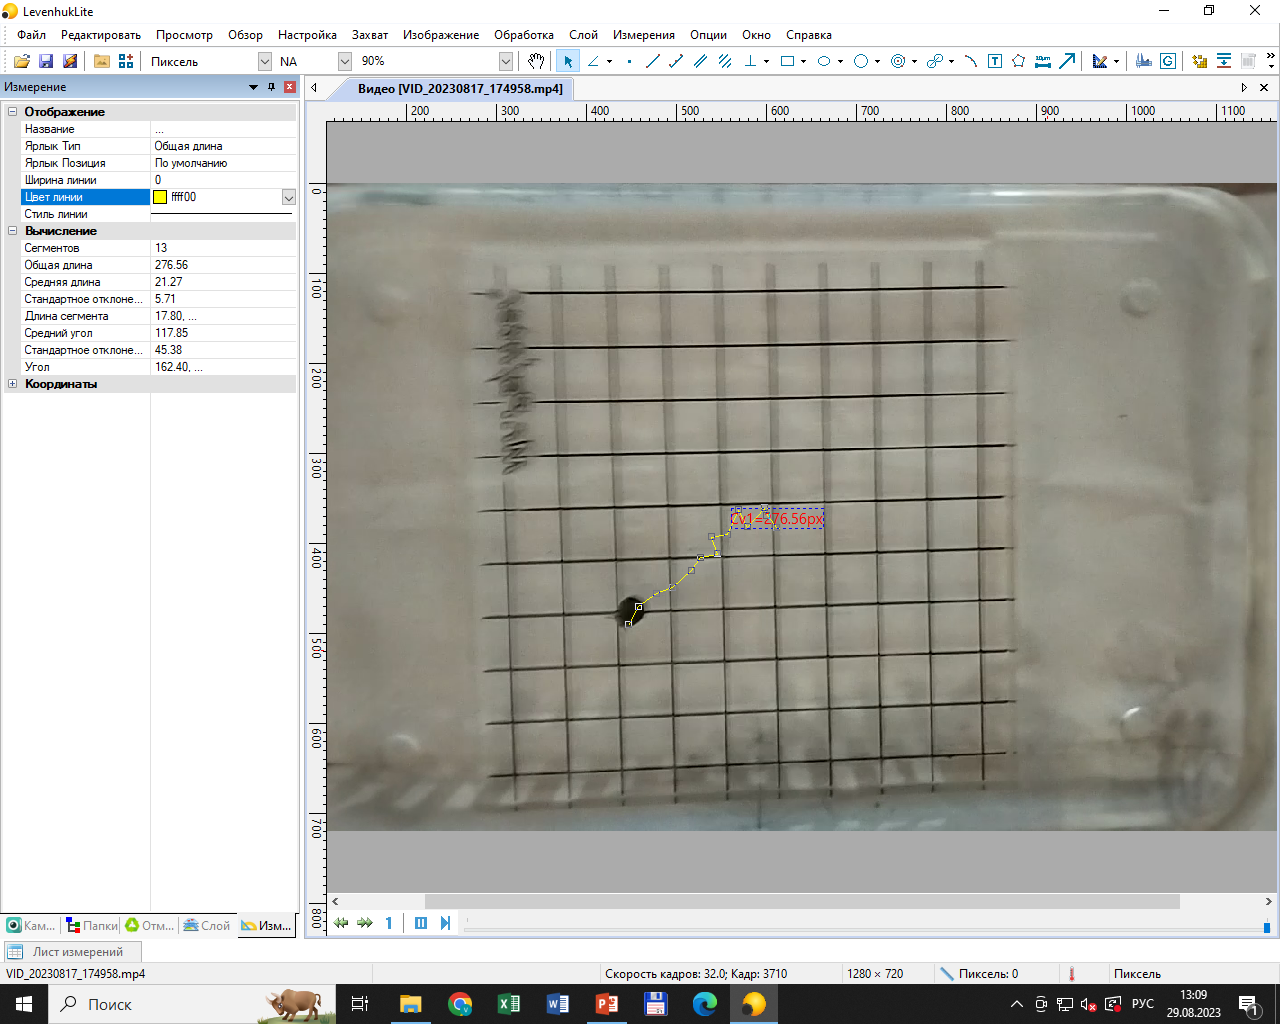 LevenhukLite
Файл Редактировать Просмотр Обзор Настройка Захват Изображение Обработка Слой Измерения Опции Окно Справка
Пиксель NA 90%
Измерение
Видео [VID_20230817_174958.mp4]
200 300 400 500 600 700 800 900 1000 1100
Отображение
Название ...
Ярлык Тип Общая длина
Ярлык Позиция По умолчанию
Ширина линии 0
Цвет линии ffff00
Стиль линии
Вычисление
Сегментов 13
Общая длина 276.56
Средняя длина 21.27
Стандартное отклоне... 5.71
Длина сегмента 17.80, ...
Средний угол 117.85
Стандартное отклоне... 45.38
Угол 162.40, ...
Координаты
0
100
200
300
400
500
600
700
800
Cv1=276.56px
Кам... Папки Отм... Слой Изм...
1
Лист измерений
VID_20230817_174958.mp4 Скорость кадров: 32.0; Кадр: 3710 1280 × 720 Пиксель: 0 Пиксель
Поиск
РУС
13:09
29.08.2023
1